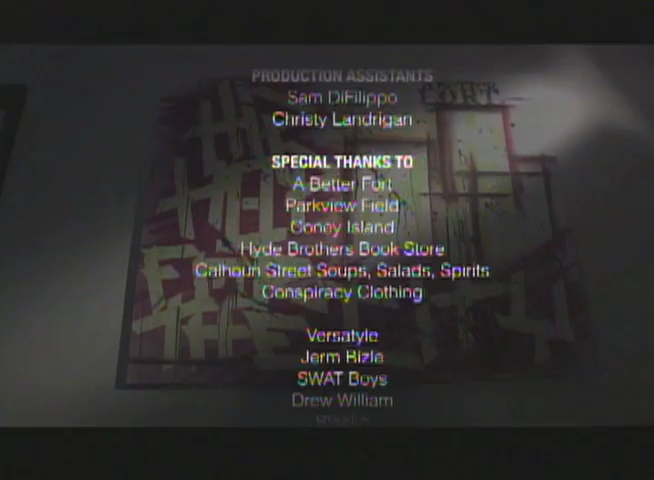 PRODUCTION ASSISTANTS
Sam DiFilippo
Christy Landrigan
SPECIAL THANKS TO
A Better Fort
Parkview Field
Coney Island
Hyde Brothers Book Store
Calhoun Street Soups, Salads, Spirits
Conspiracy Clothing
Versatyle
Jerm Rizle
SWAT Boys
Drew William